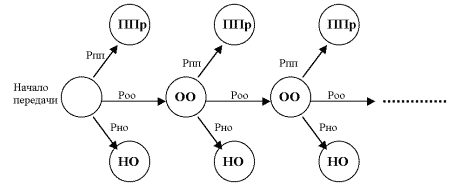 ППр ППр ППр
Рпп Рпп Рпп
Начало
передачи
Роо ОО Роо ОО Роо
Рно Рно Рно
НО НО НО